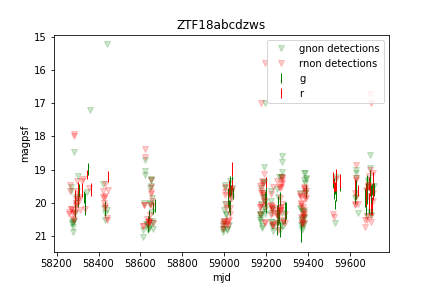 ZTF18abcdzws
gnon detections
rnon detections
g
r
magpsf
15
16
17
18
19
20
21
58200 58400 58600 58800 59000 59200 59400 59600
mjd